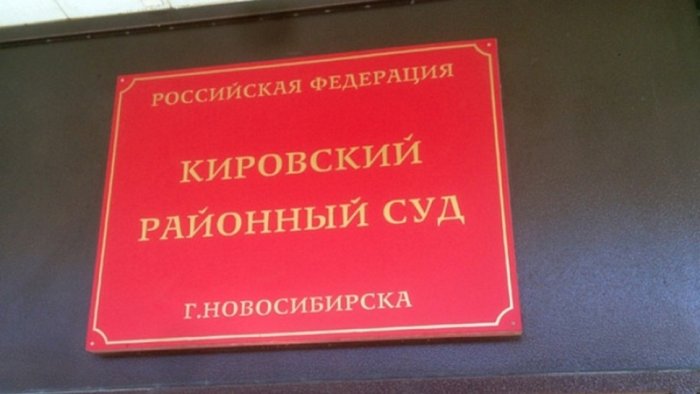 РОССИЙСКАЯ ФЕДЕРАЦИЯ
КИРОВСКИЙ
РАЙОННЫЙ СУД
Г.НОВОСИБИРСКА